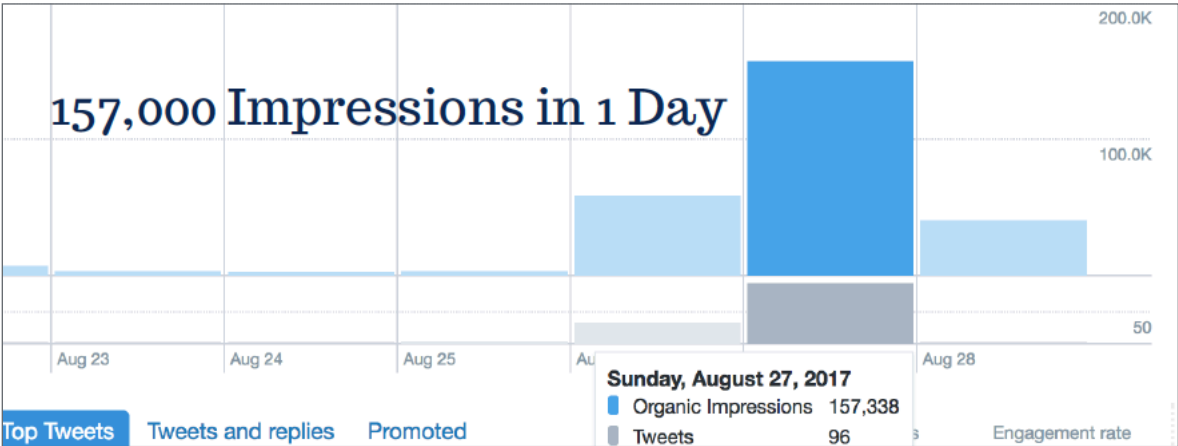 200.0K
157,000 Impressions in 1 Day
100.0K
50
Aug 23 Aug 24 Aug 25 Aug 28
Sunday, August 27, 2017
Organic Impressions 157,338
Tweets 96
Top Tweets Tweets and replies Promoted Engagement rate